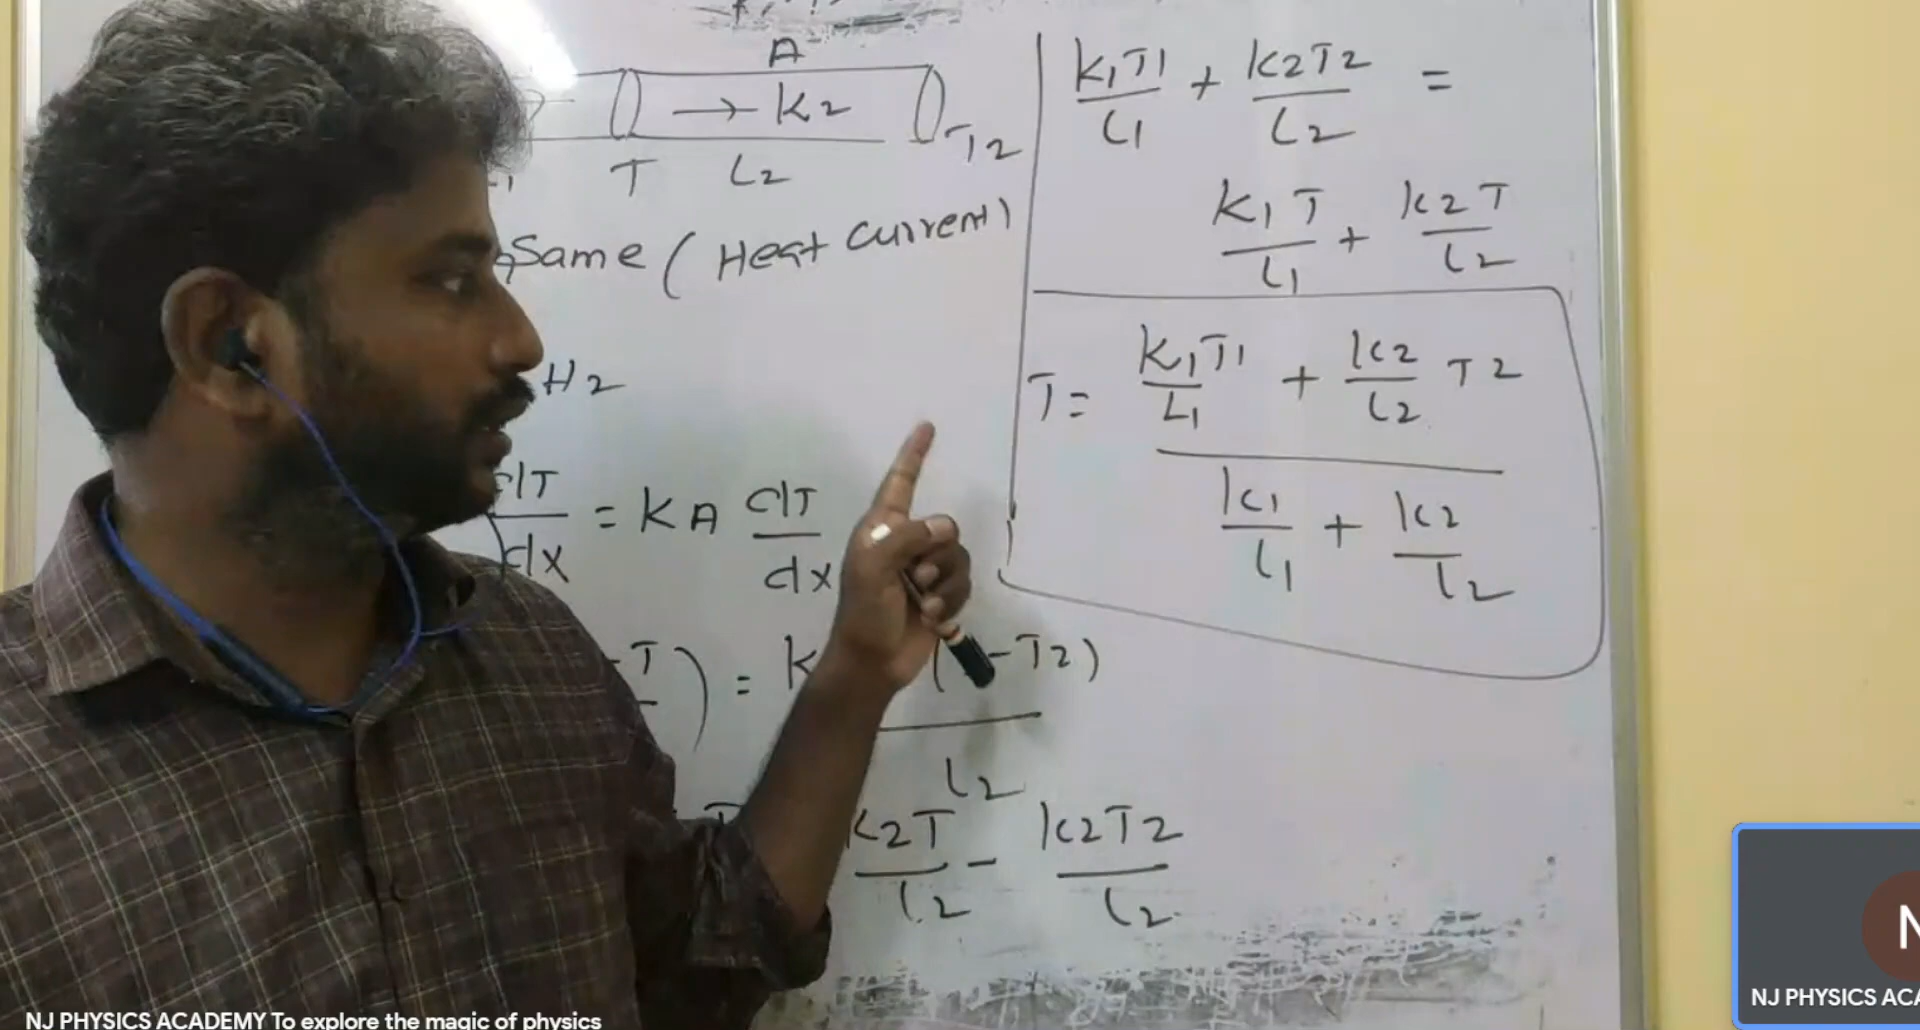 A
→ K2
T L2 T2
Same (Heat Current)
H2
dT/dx = KA dT/dx
T) = K (-T2)
L2
K2T/L2 - K2T2/L2
K1T1/L1 + K2T2/L2 =
K1T/L1 + K2T/L2
T = K1T1/L1 + K2/L2 T2
K1/L1 + K2/L2
NJ PHYSICS ACADEMY To explore the magic of physics
N
NJ PHYSICS